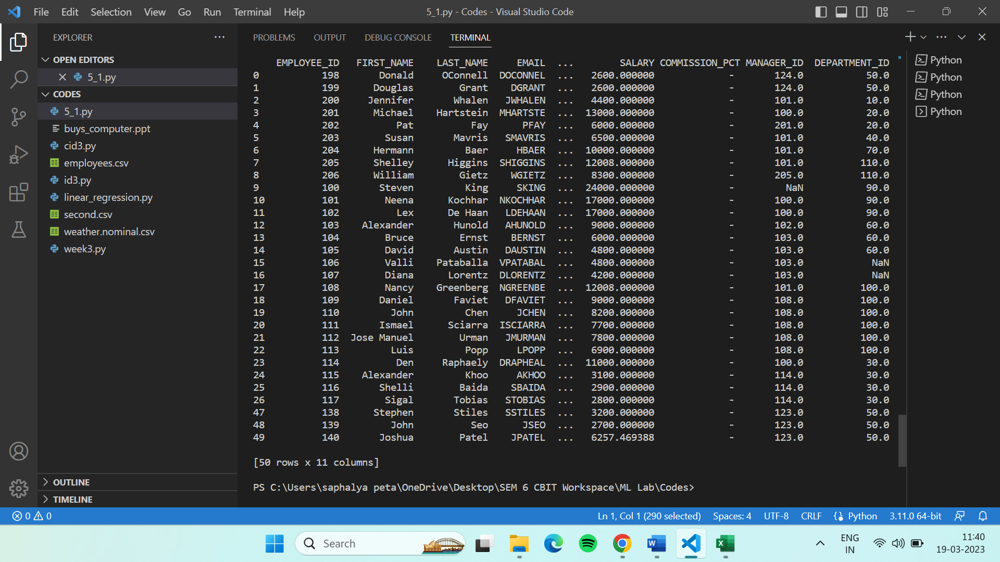 File Edit Selection View Go Run Terminal Help 5_1.py - Codes - Visual Studio Code
EXPLORER
OPEN EDITORS
5_1.py
CODES
5_1.py
buys_computer.ppt
cid3.py
employees.csv
id3.py
linear_regression.py
second.csv
weather.nominal.csv
week3.py
OUTLINE
TIMELINE
PROBLEMS OUTPUT DEBUG CONSOLE TERMINAL
EMPLOYEE_ID FIRST_NAME LAST_NAME EMAIL ... SALARY COMMISSION_PCT MANAGER_ID DEPARTMENT_ID
0 198 Donald OConnell DOCONNEL ... 2600.000000 - 124.0 50.0
1 199 Douglas Grant DGRANT ... 2600.000000 - 124.0 50.0
2 200 Jennifer Whalen JWHALEN ... 4400.000000 - 101.0 10.0
3 201 Michael Hartstein MHARTSTE ... 13000.000000 - 100.0 20.0
4 202 Pat Fay PFAY ... 6000.000000 - 201.0 20.0
5 203 Susan Mavris SMAVRIS ... 6500.000000 - 101.0 40.0
6 204 Hermann Baer HBAER ... 10000.000000 - 101.0 70.0
7 205 Shelley Higgins SHIGGINS ... 12008.000000 - 101.0 110.0
8 206 William Gietz WGIETZ ... 8300.000000 - 205.0 110.0
9 100 Steven King SKING ... 24000.000000 - NaN 90.0
10 101 Neena Kochhar NKOCHHAR ... 17000.000000 - 100.0 90.0
11 102 Lex De Haan LDEHAAN ... 17000.000000 - 100.0 90.0
12 103 Alexander Hunold AHUNOLD ... 9000.000000 - 102.0 60.0
13 104 Bruce Ernst BERNST ... 6000.000000 - 103.0 60.0
14 105 David Austin DAUSTIN ... 4800.000000 - 103.0 60.0
15 106 Valli Pataballa VPATABAL ... 4800.000000 - 103.0 NaN
16 107 Diana Lorentz DLORENTZ ... 4200.000000 - 103.0 NaN
17 108 Nancy Greenberg NGREENBE ... 12008.000000 - 101.0 100.0
18 109 Daniel Faviet DFAVIET ... 9000.000000 - 108.0 100.0
19 110 John Chen JCHEN ... 8200.000000 - 108.0 100.0
20 111 Ismael Sciarra ISCIARRA ... 7700.000000 - 108.0 100.0
21 112 Jose Manuel Urman JMURMAN ... 7800.000000 - 108.0 100.0
22 113 Luis Popp LPOPP ... 6900.000000 - 108.0 100.0
23 114 Den Raphaely DRAPHEAL ... 11000.000000 - 100.0 30.0
24 115 Alexander Khoo AKHOO ... 3100.000000 - 114.0 30.0
25 116 Shelli Baida SBAIDA ... 2900.000000 - 114.0 30.0
26 117 Sigal Tobias STOBIAS ... 2800.000000 - 114.0 30.0
47 138 Stephen Stiles SSTILES ... 3200.000000 - 123.0 50.0
48 139 John Seo JSEO ... 2700.000000 - 123.0 50.0
49 140 Joshua Patel JPATEL ... 6257.469388 - 123.0 50.0
[50 rows x 11 columns]
PS C:\Users\saphalya peta\OneDrive\Desktop\SEM 6 CBIT Workspace\ML Lab\Codes>
Python
Python
Python
Python
0 0 Ln 1, Col 1 (290 selected) Spaces: 4 UTF-8 CRLF Python 3.11.0 64-bit
Search
ENG
IN
11:40
19-03-2023